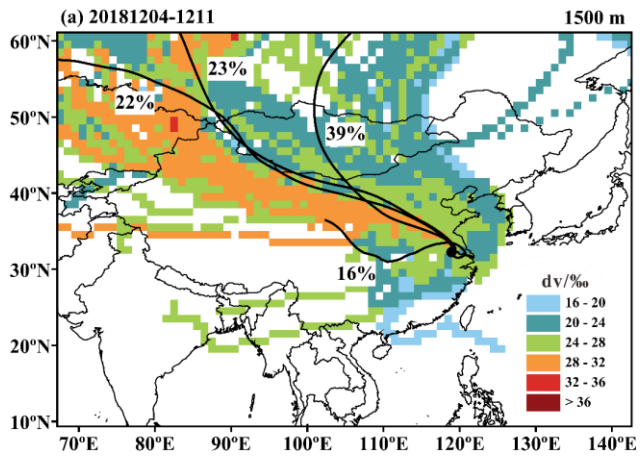 (a) 20181204-1211 1500 m
60°N
50°N
40°N
30°N
20°N
10°N
23%
22%
39%
16%
dv/‰
16 - 20
20 - 24
24 - 28
28 - 32
32 - 36
> 36
70°E 80°E 90°E 100°E 110°E 120°E 130°E 140°E